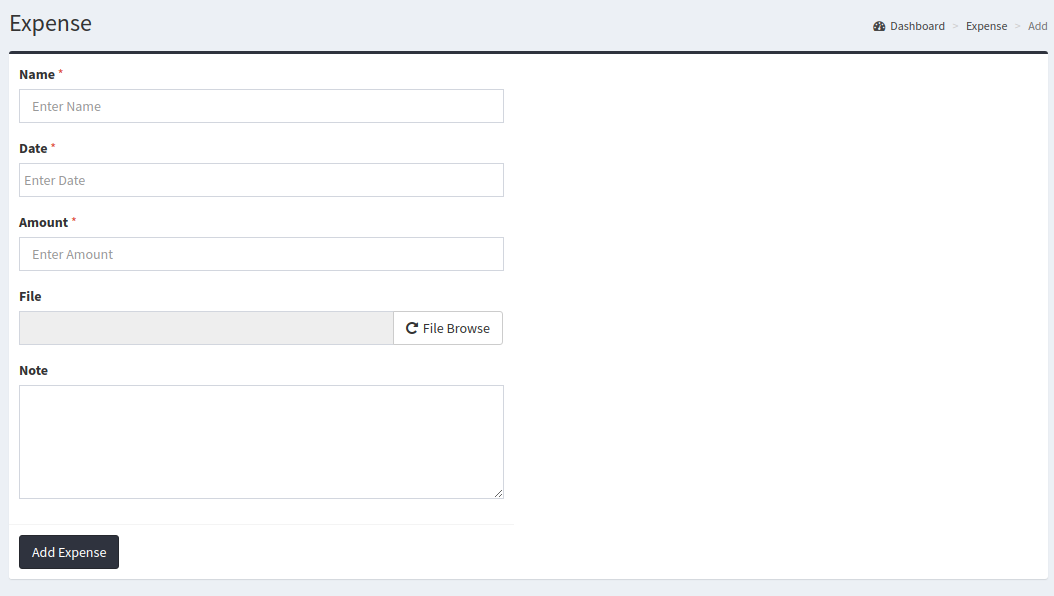 Expense
Dashboard > Expense > Add
Name *
Enter Name
Date *
Enter Date
Amount *
Enter Amount
File
File Browse
Note
Add Expense